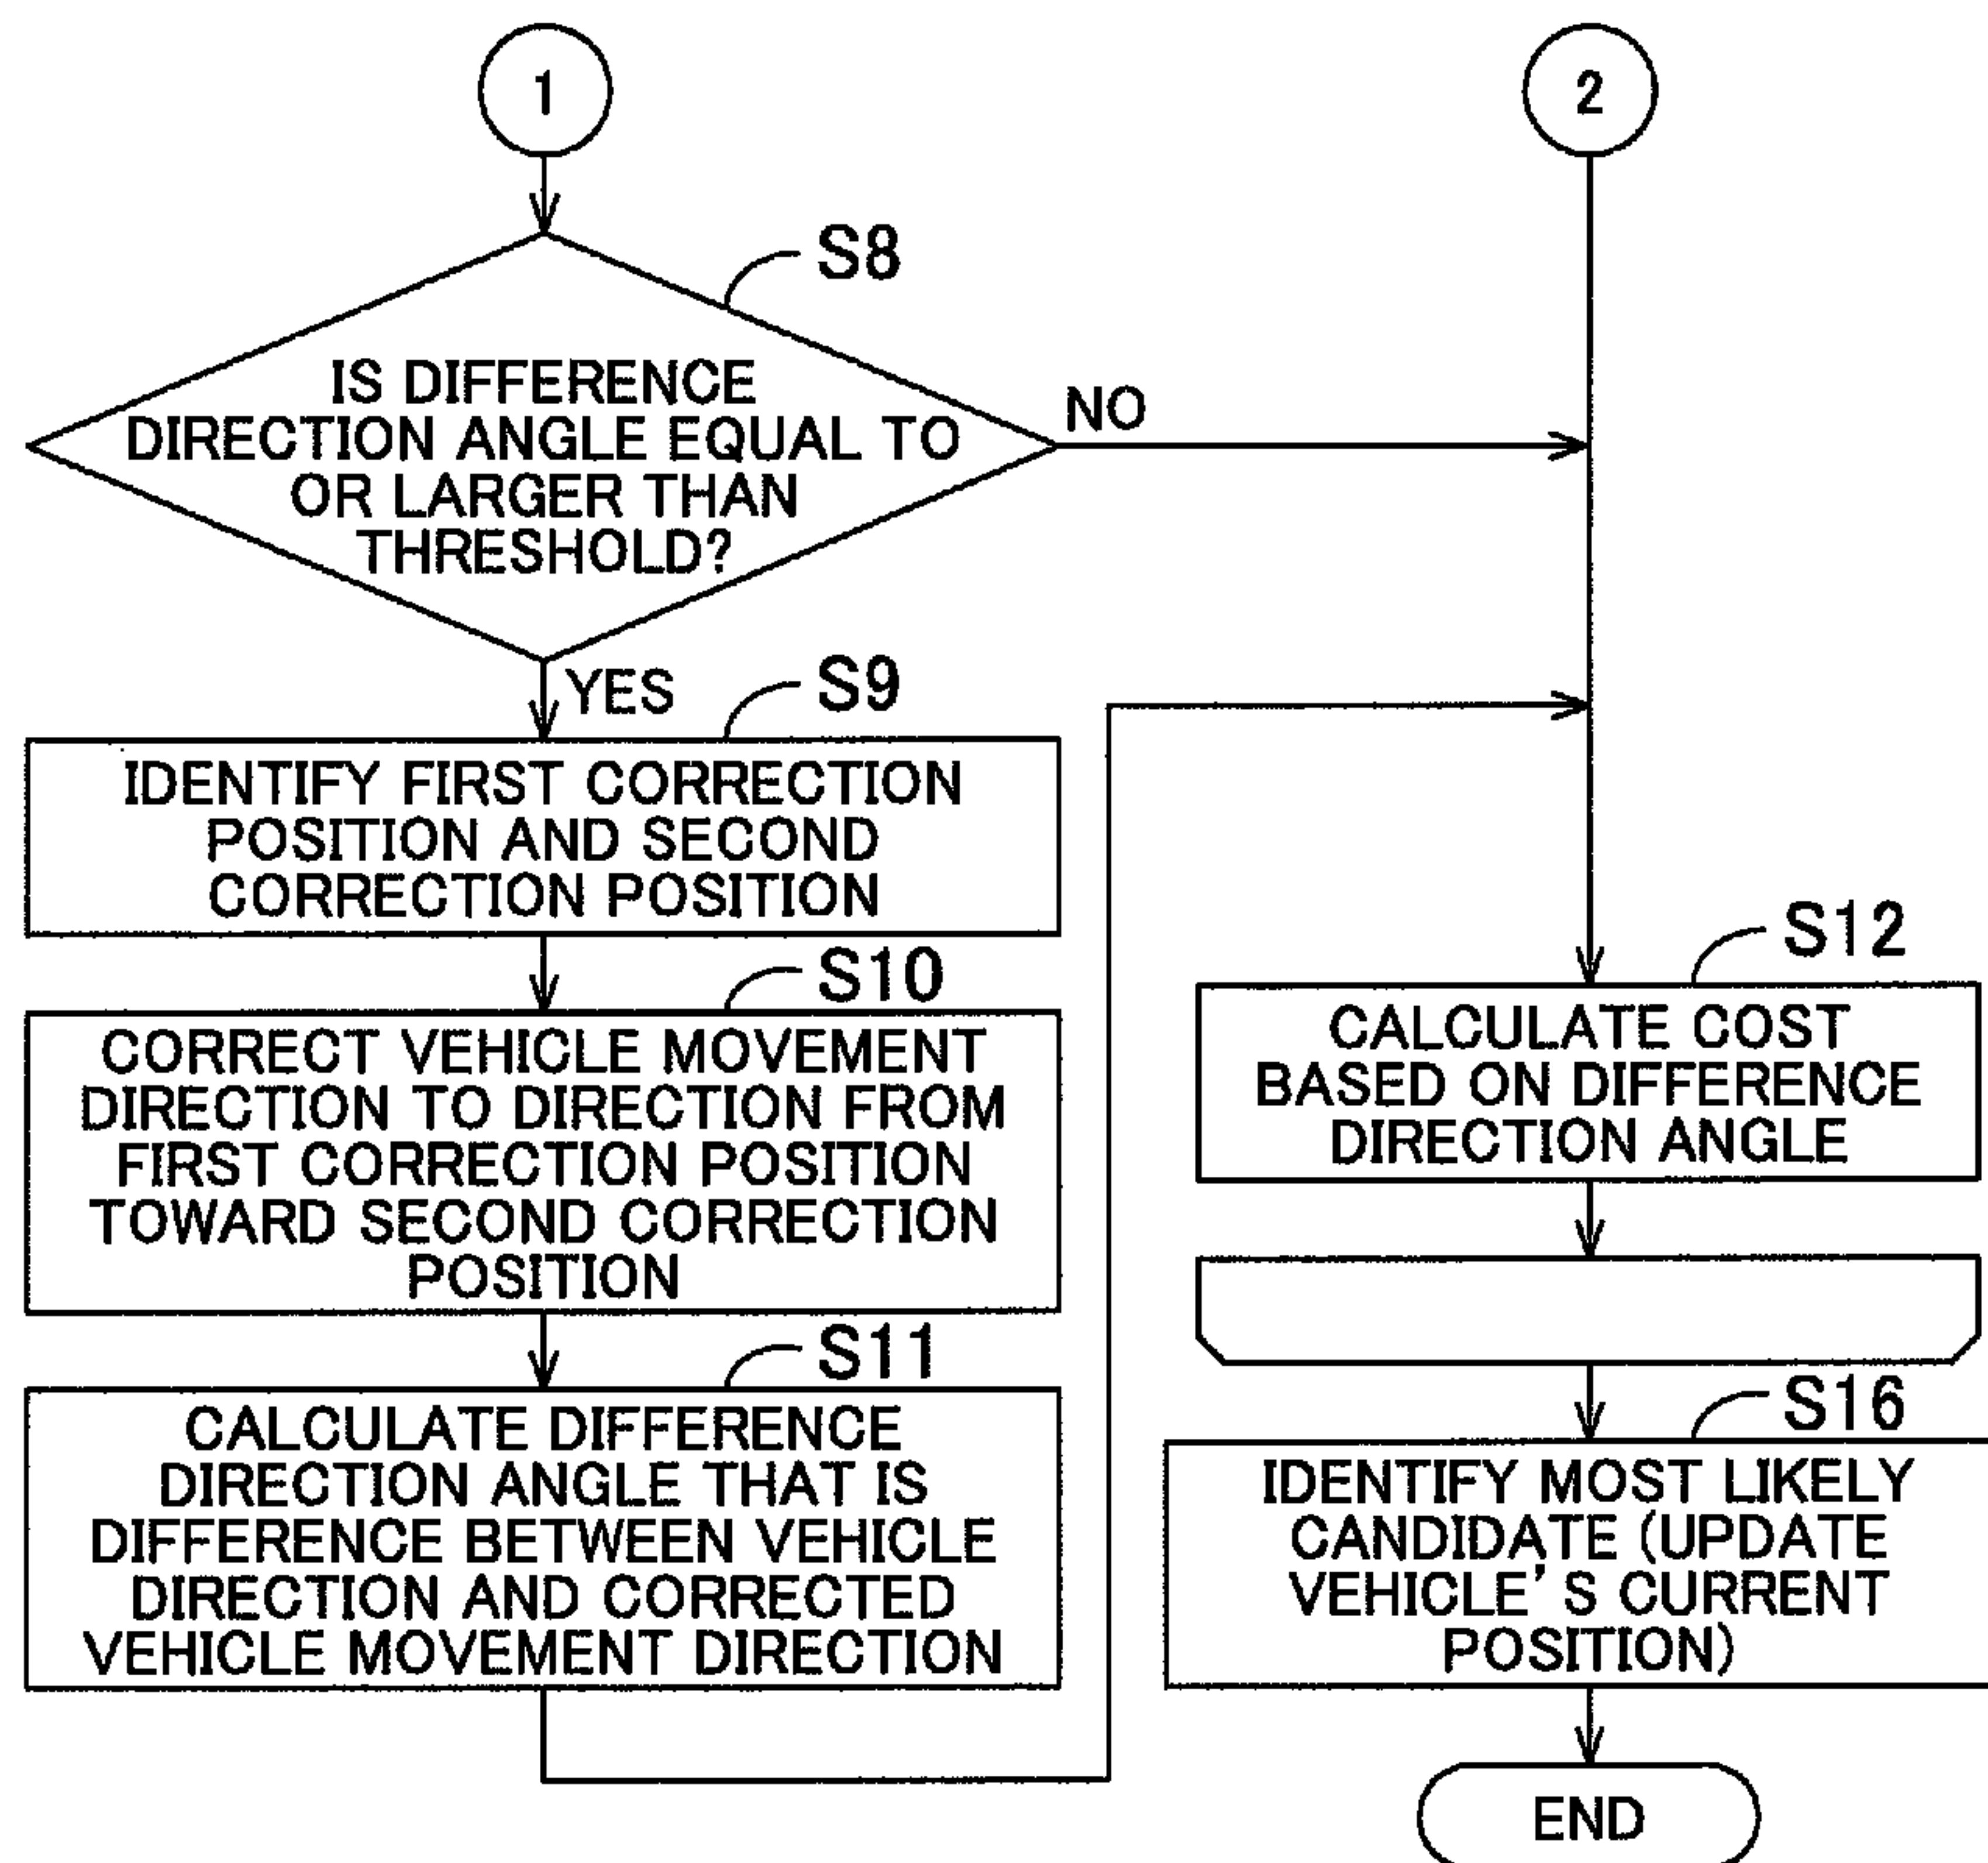 1
S8
IS DIFFERENCE
DIRECTION ANGLE EQUAL TO
OR LARGER THAN
THRESHOLD?
NO
YES
S9
IDENTIFY FIRST CORRECTION
POSITION AND SECOND
CORRECTION POSITION
S10
CORRECT VEHICLE MOVEMENT
DIRECTION TO DIRECTION FROM
FIRST CORRECTION POSITION
TOWARD SECOND CORRECTION
POSITION
S11
CALCULATE DIFFERENCE
DIRECTION ANGLE THAT IS
DIFFERENCE BETWEEN VEHICLE
DIRECTION AND CORRECTED
VEHICLE MOVEMENT DIRECTION
2
S12
CALCULATE COST
BASED ON DIFFERENCE
DIRECTION ANGLE
S16
IDENTIFY MOST LIKELY
CANDIDATE (UPDATE
VEHICLE'S CURRENT
POSITION)
END